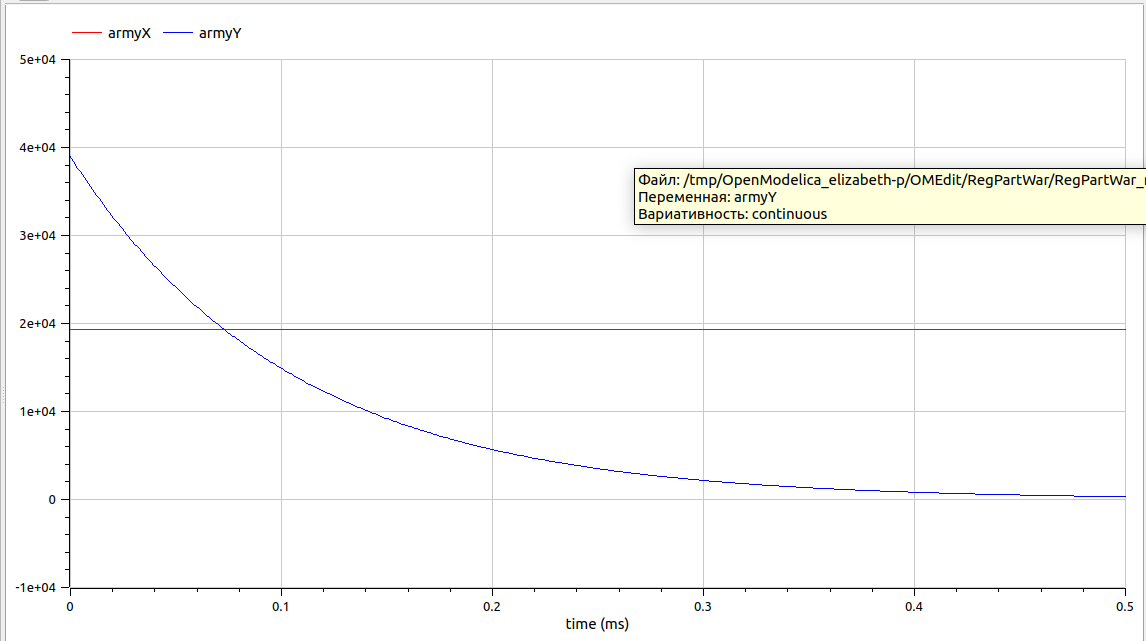 armyX armyY
5e+04
4e+04
3e+04
2e+04
1e+04
0
-1e+04
0 0.1 0.2 0.3 0.4 0.5
time (ms)
Файл: /tmp/OpenModelica_elizabeth-p/OMEdit/RegPartWar/RegPartWar_
Переменная: armyY
Вариативность: continuous